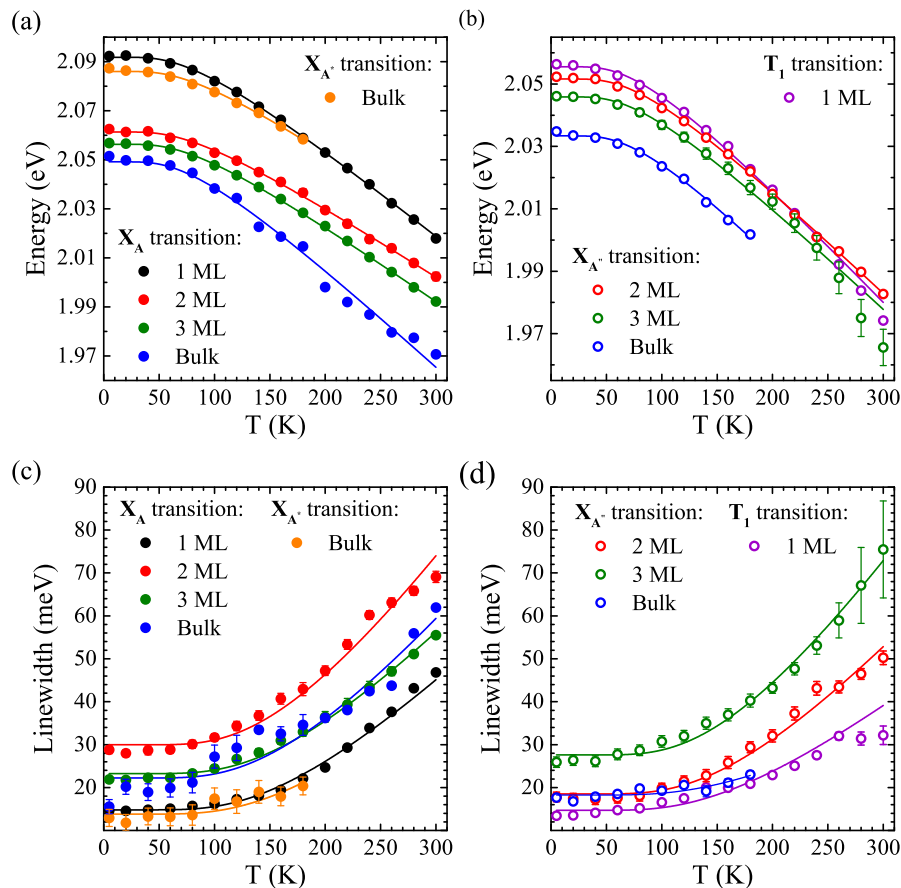 (a)
X_A* transition:
Bulk
X_A transition:
1 ML
2 ML
3 ML
Bulk
Energy (eV)
2.09
2.07
2.05
2.03
2.01
1.99
1.97
0 50 100 150 200 250 300
T (K)
(b)
T_1 transition:
1 ML
X_A" transition:
2 ML
3 ML
Bulk
Energy (eV)
2.05
2.03
2.01
1.99
1.97
0 50 100 150 200 250 300
T (K)
(c)
X_A transition:
1 ML
2 ML
3 ML
Bulk
X_A' transition:
Bulk
Linewidth (meV)
90
80
70
60
50
40
30
20
0 50 100 150 200 250 300
T (K)
(d)
X_A" transition:
2 ML
3 ML
Bulk
T_1 transition:
1 ML
Linewidth (meV)
90
80
70
60
50
40
30
20
0 50 100 150 200 250 300
T (K)